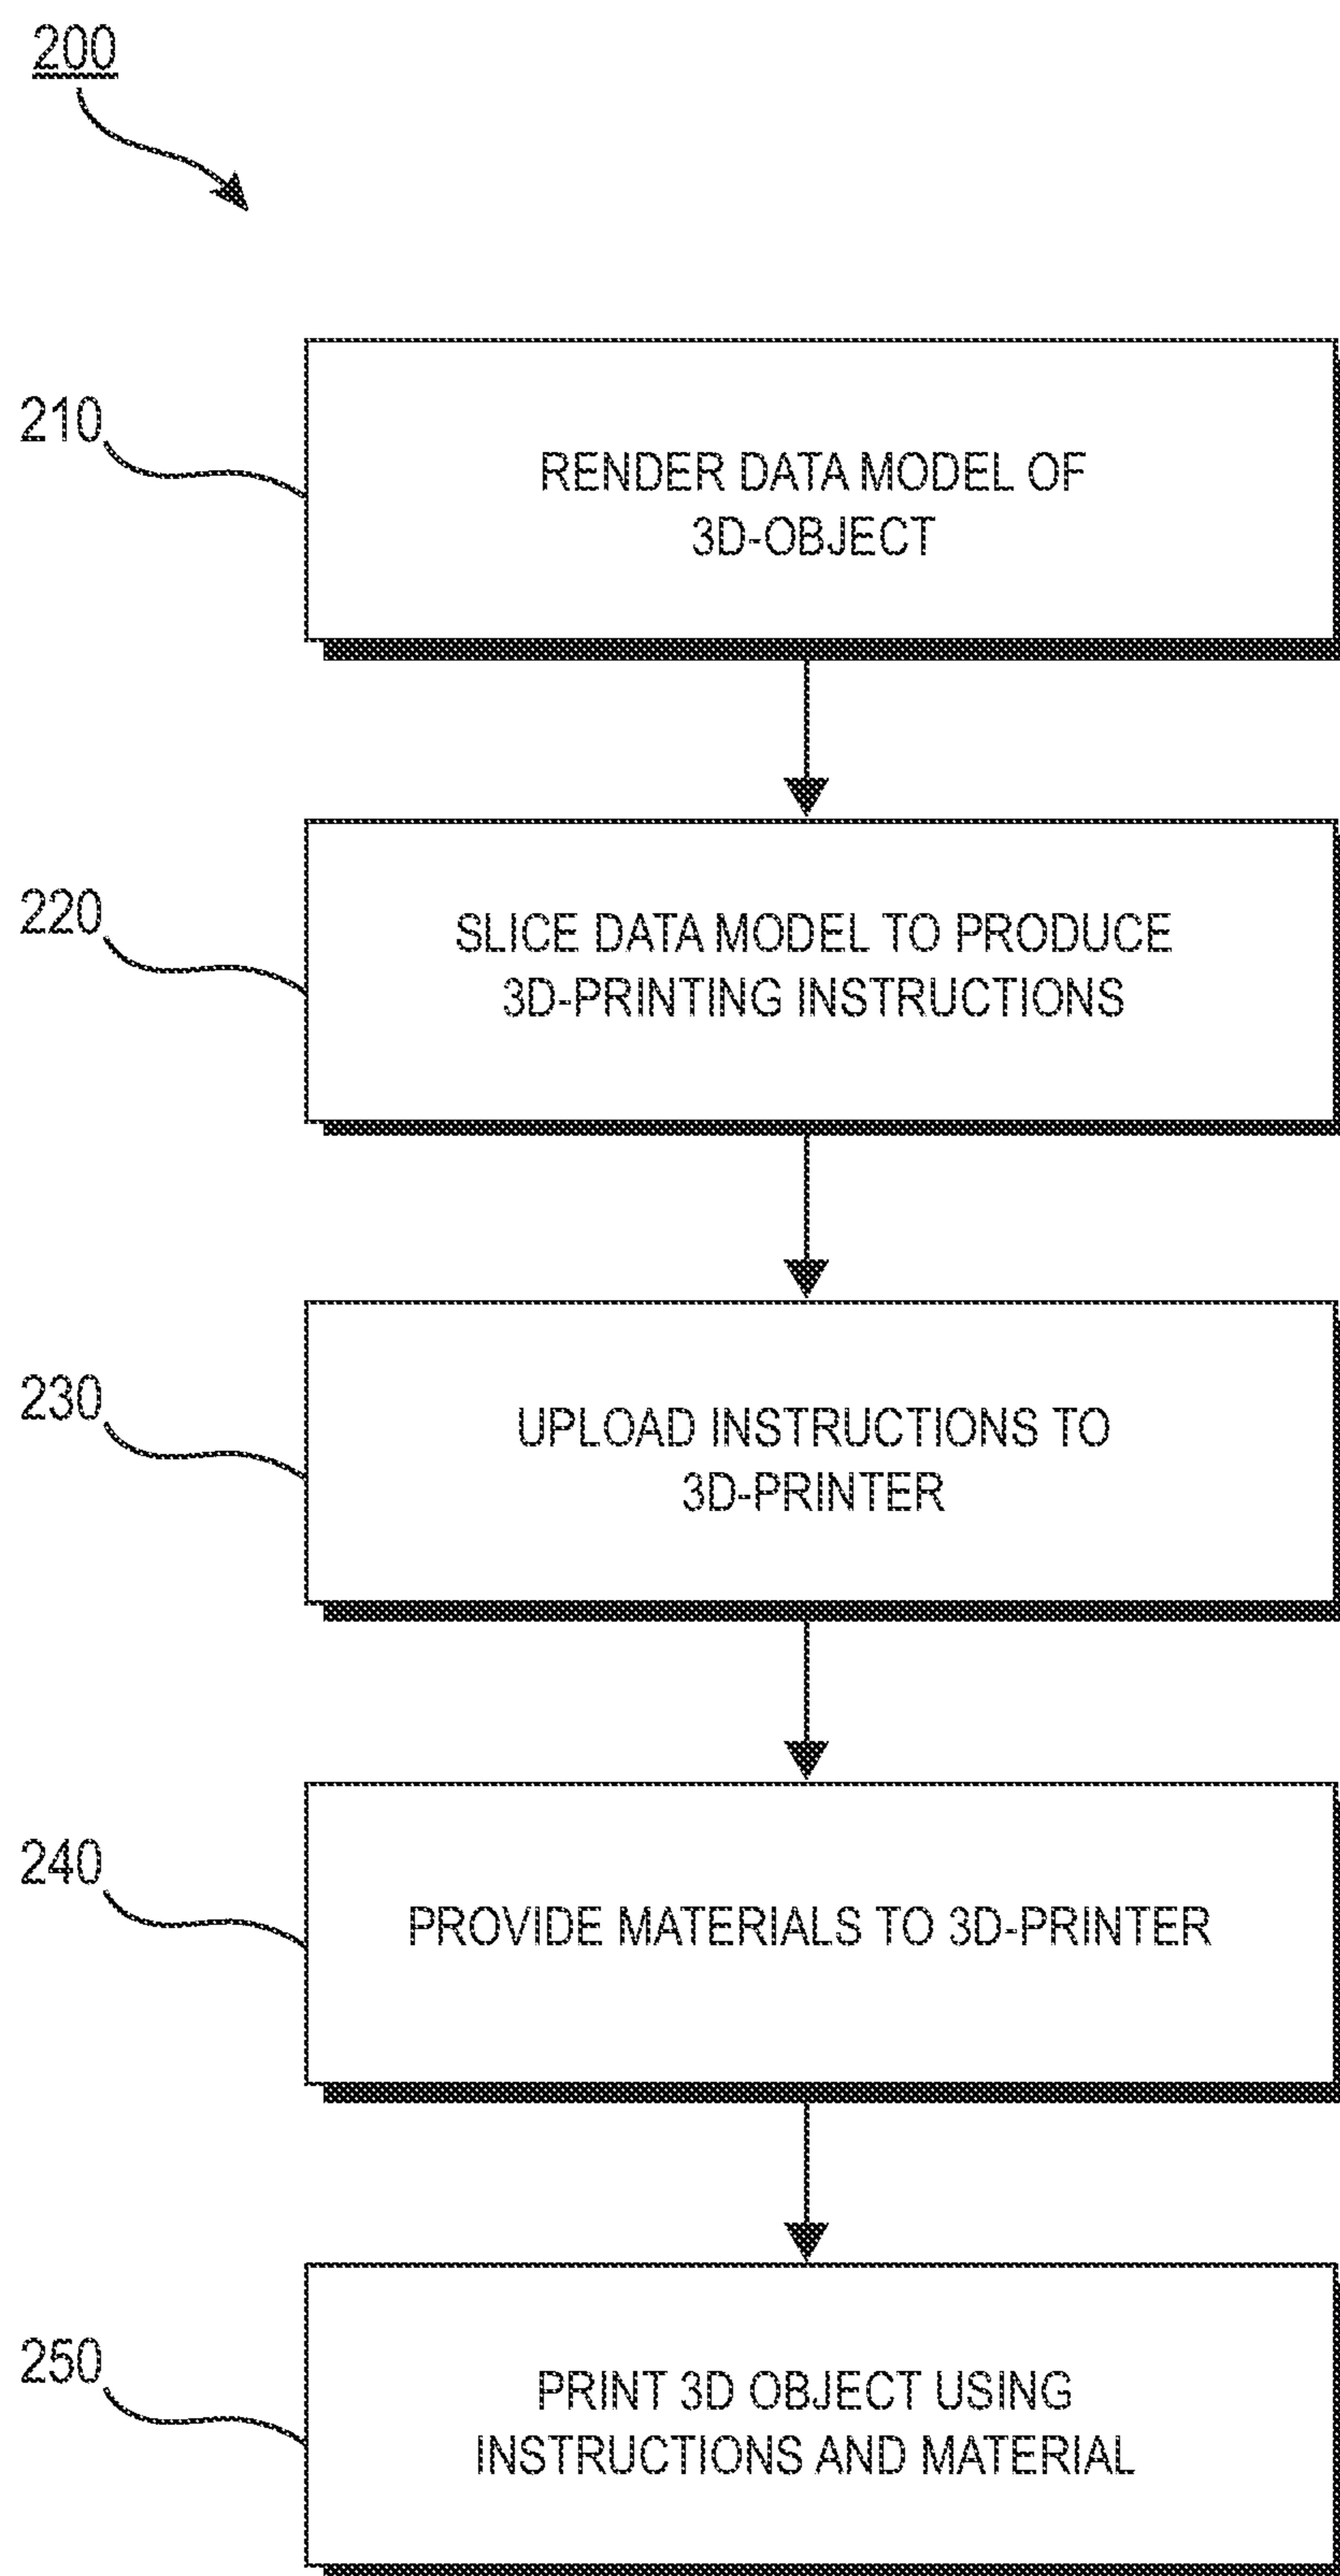 200
210
RENDER DATA MODEL OF
3D-OBJECT
220
SLICE DATA MODEL TO PRODUCE
3D-PRINTING INSTRUCTIONS
230
UPLOAD INSTRUCTIONS TO
3D-PRINTER
240
PROVIDE MATERIALS TO 3D-PRINTER
250
PRINT 3D OBJECT USING
INSTRUCTIONS AND MATERIAL